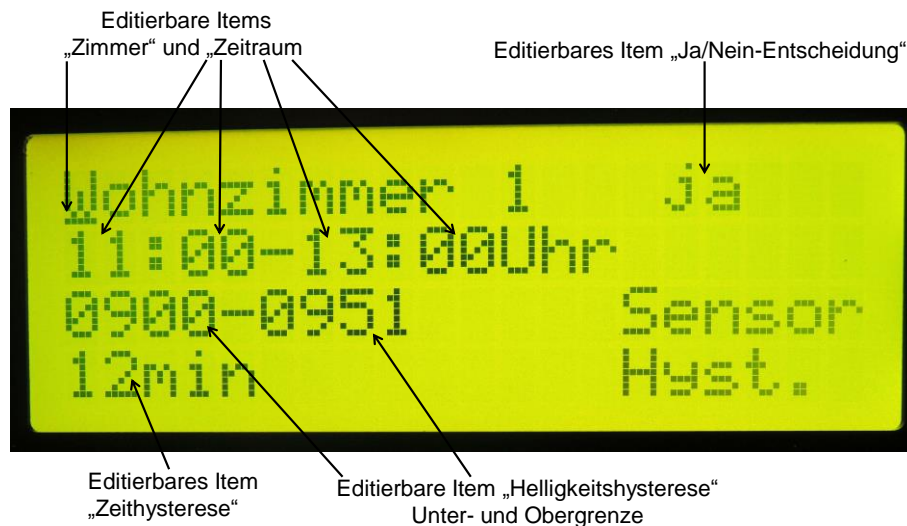 Editierbare Items
„Zimmer“ und „Zeitraum
Editierbares Item „Ja/Nein-Entscheidung“
Wohnzimmer 1 Ja
11:00-13:00Uhr
0900-0951 Sensor
12min Hyst.
Editierbares Item
„Zeithysterese“
Editierbare Item „Helligkeitshysterese“
Unter- und Obergrenze